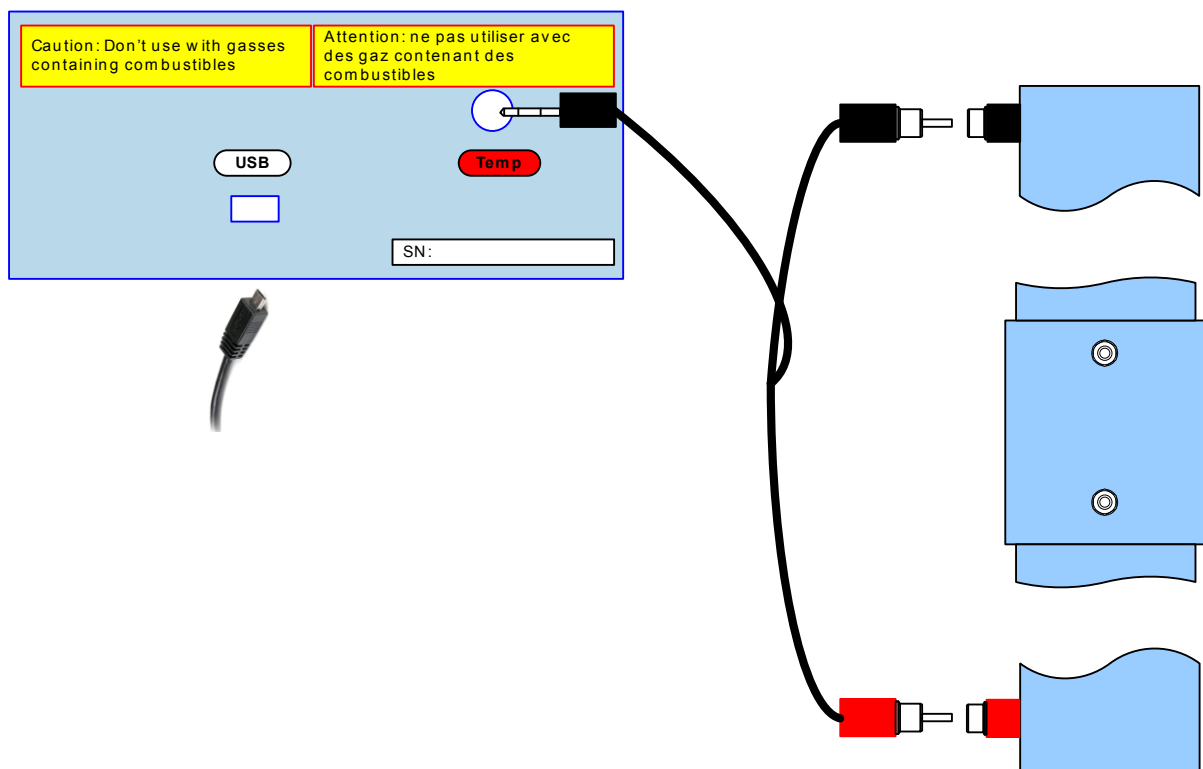 Caution: Don't use with gasses
containing combustibles
Attention: ne pas utiliser avec
des gaz contenant des
combustibles
USB
Temp
SN: